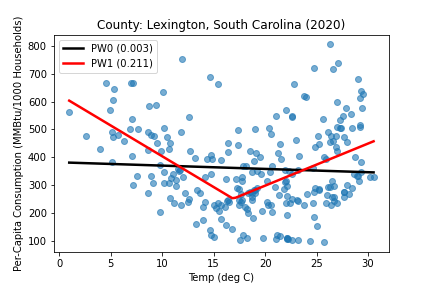 County: Lexington, South Carolina (2020)
PW0 (0.003)
PW1 (0.211)
Per-Capita Consumption (MMBtu/1000 Households)
800
700
600
500
400
300
200
100
0 5 10 15 20 25 30
Temp (deg C)